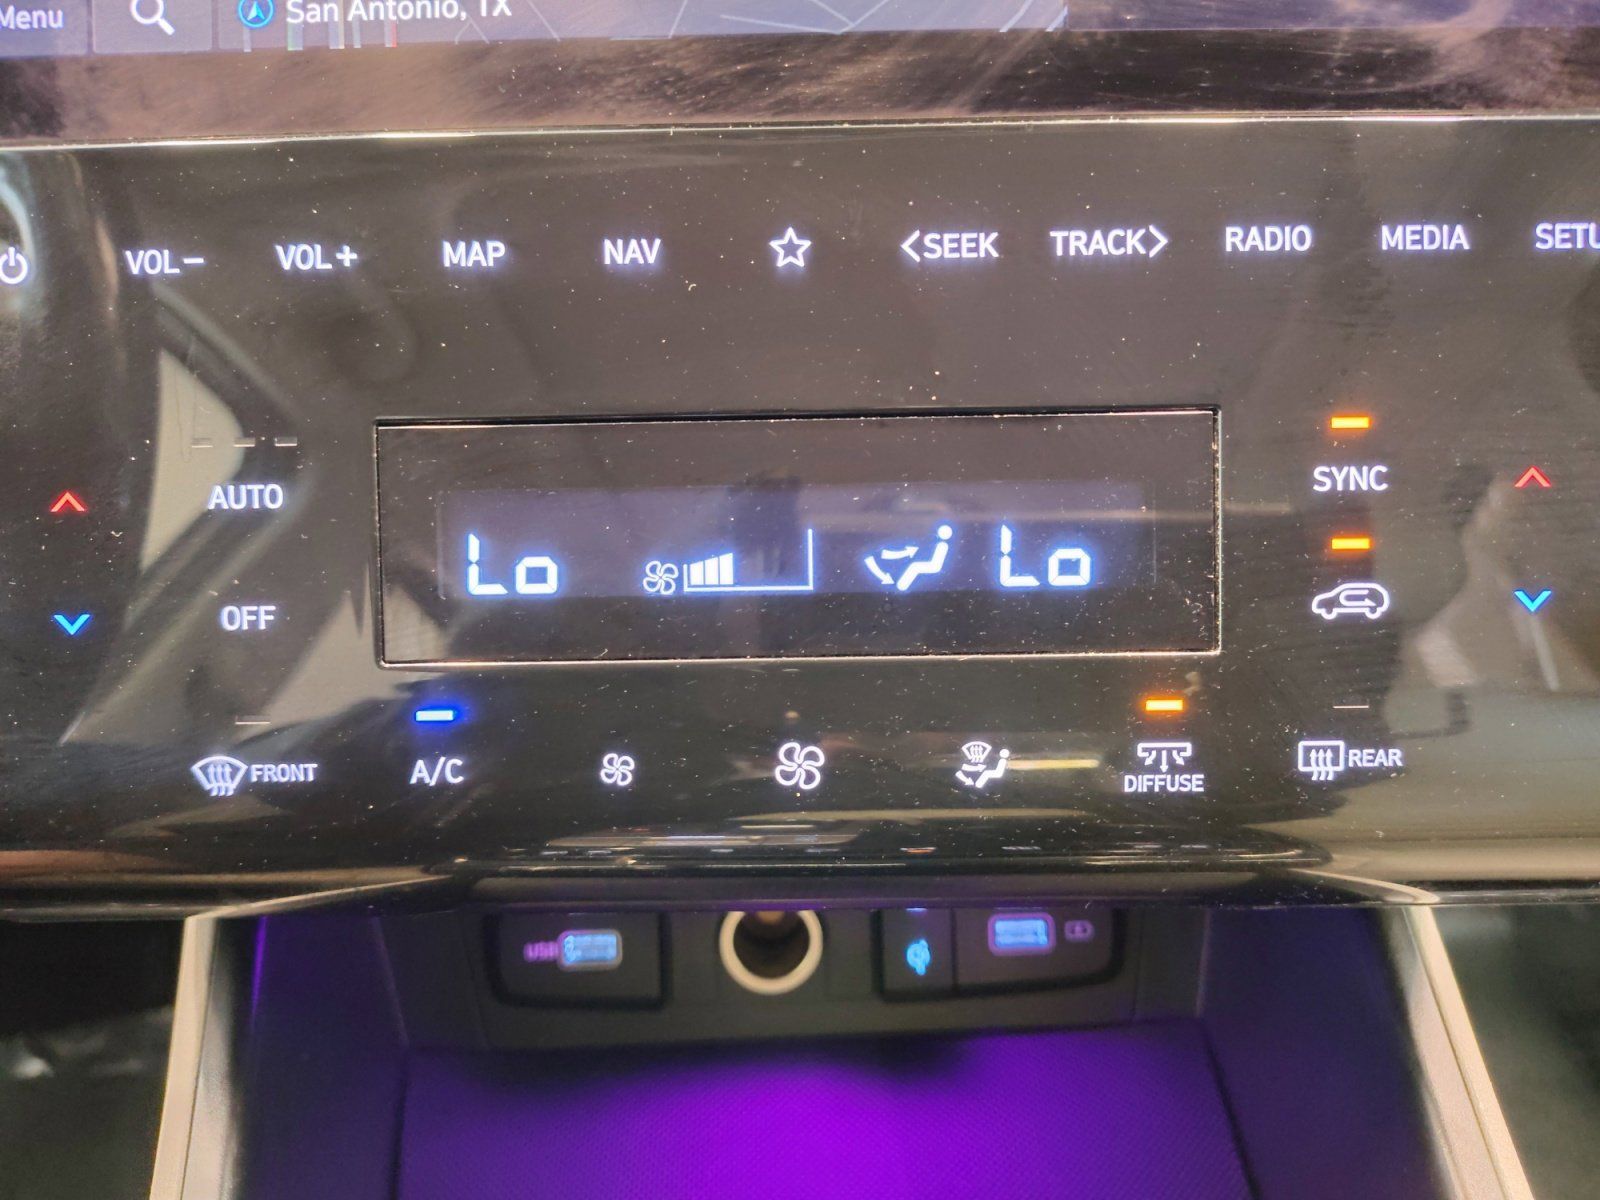 Menu
San Antonio, TX
VOL− VOL+ MAP NAV <SEEK TRACK> RADIO MEDIA SETU
AUTO
SYNC
Lo Lo
OFF
FRONT A/C DIFFUSE REAR
USB